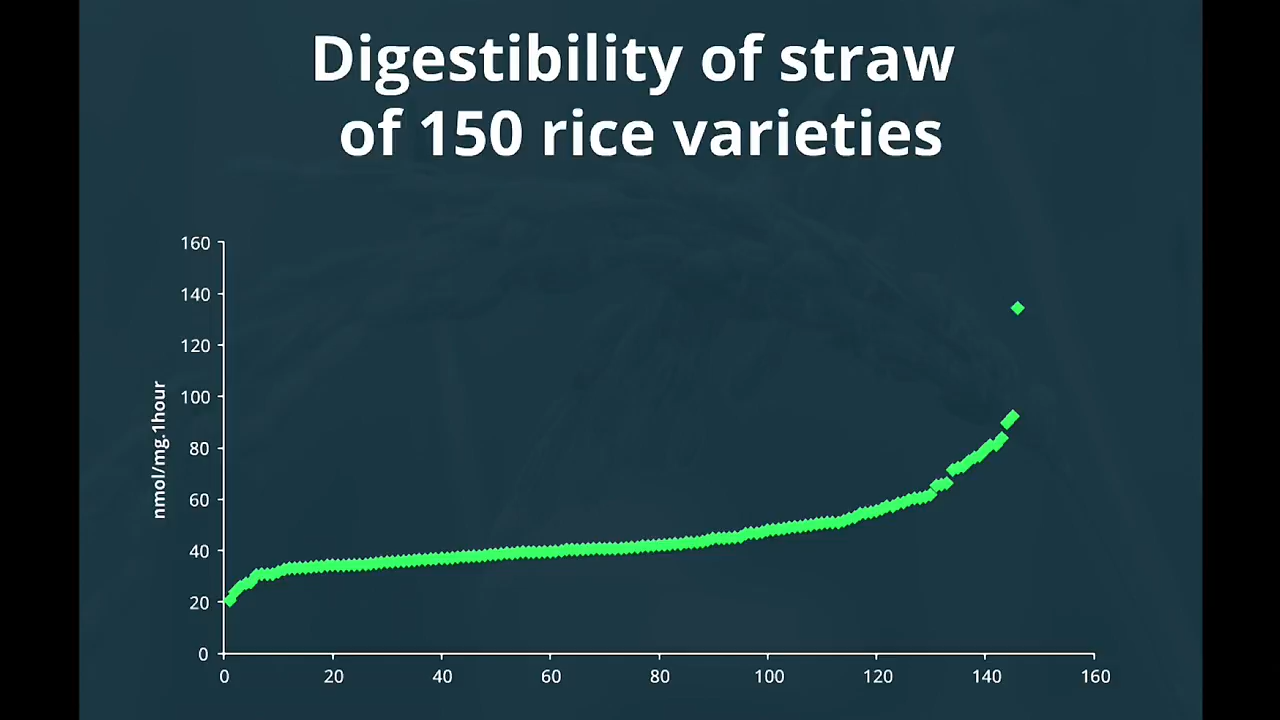 Digestibility of straw
of 150 rice varieties
160
140
120
100
80
60
40
20
0
nmol/mg.1hour
0 20 40 60 80 100 120 140 160